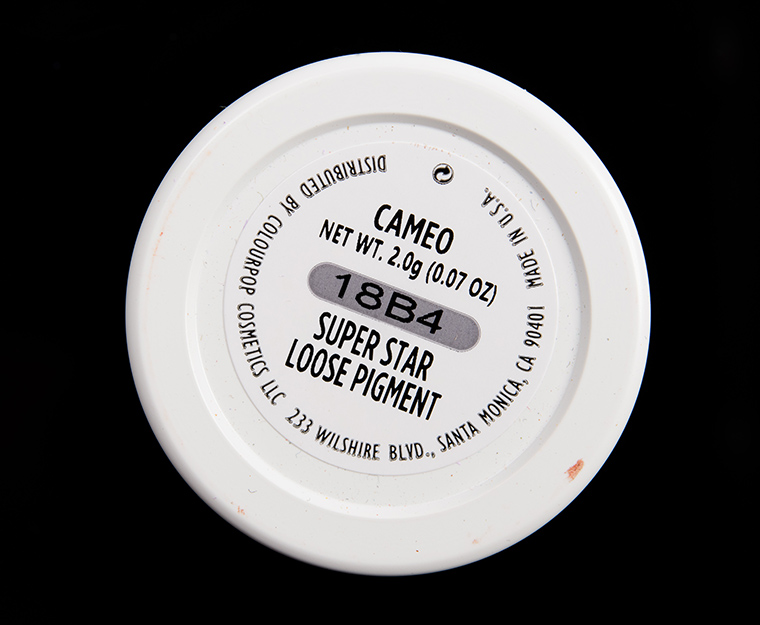 CAMEO
NET WT. 2.0g (0.07 OZ)
18B4
SUPER STAR
LOOSE PIGMENT
DISTRIBUTED BY COLOURPOP COSMETICS LLC 233 WILSHIRE BLVD., SANTA MONICA, CA 90401 MADE IN U.S.A.